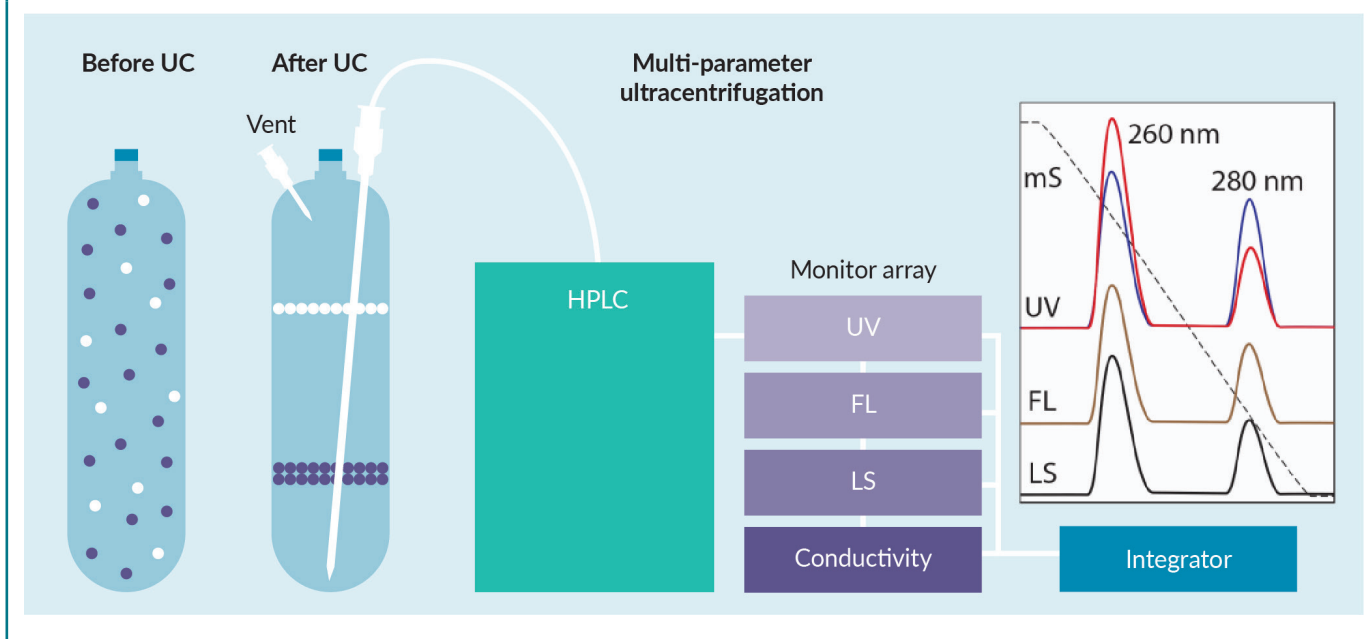 Before UC
After UC
Vent
Multi-parameter
ultracentrifugation
HPLC
Monitor array
UV
FL
LS
Conductivity
Integrator
260 nm
mS
280 nm
UV
FL
LS